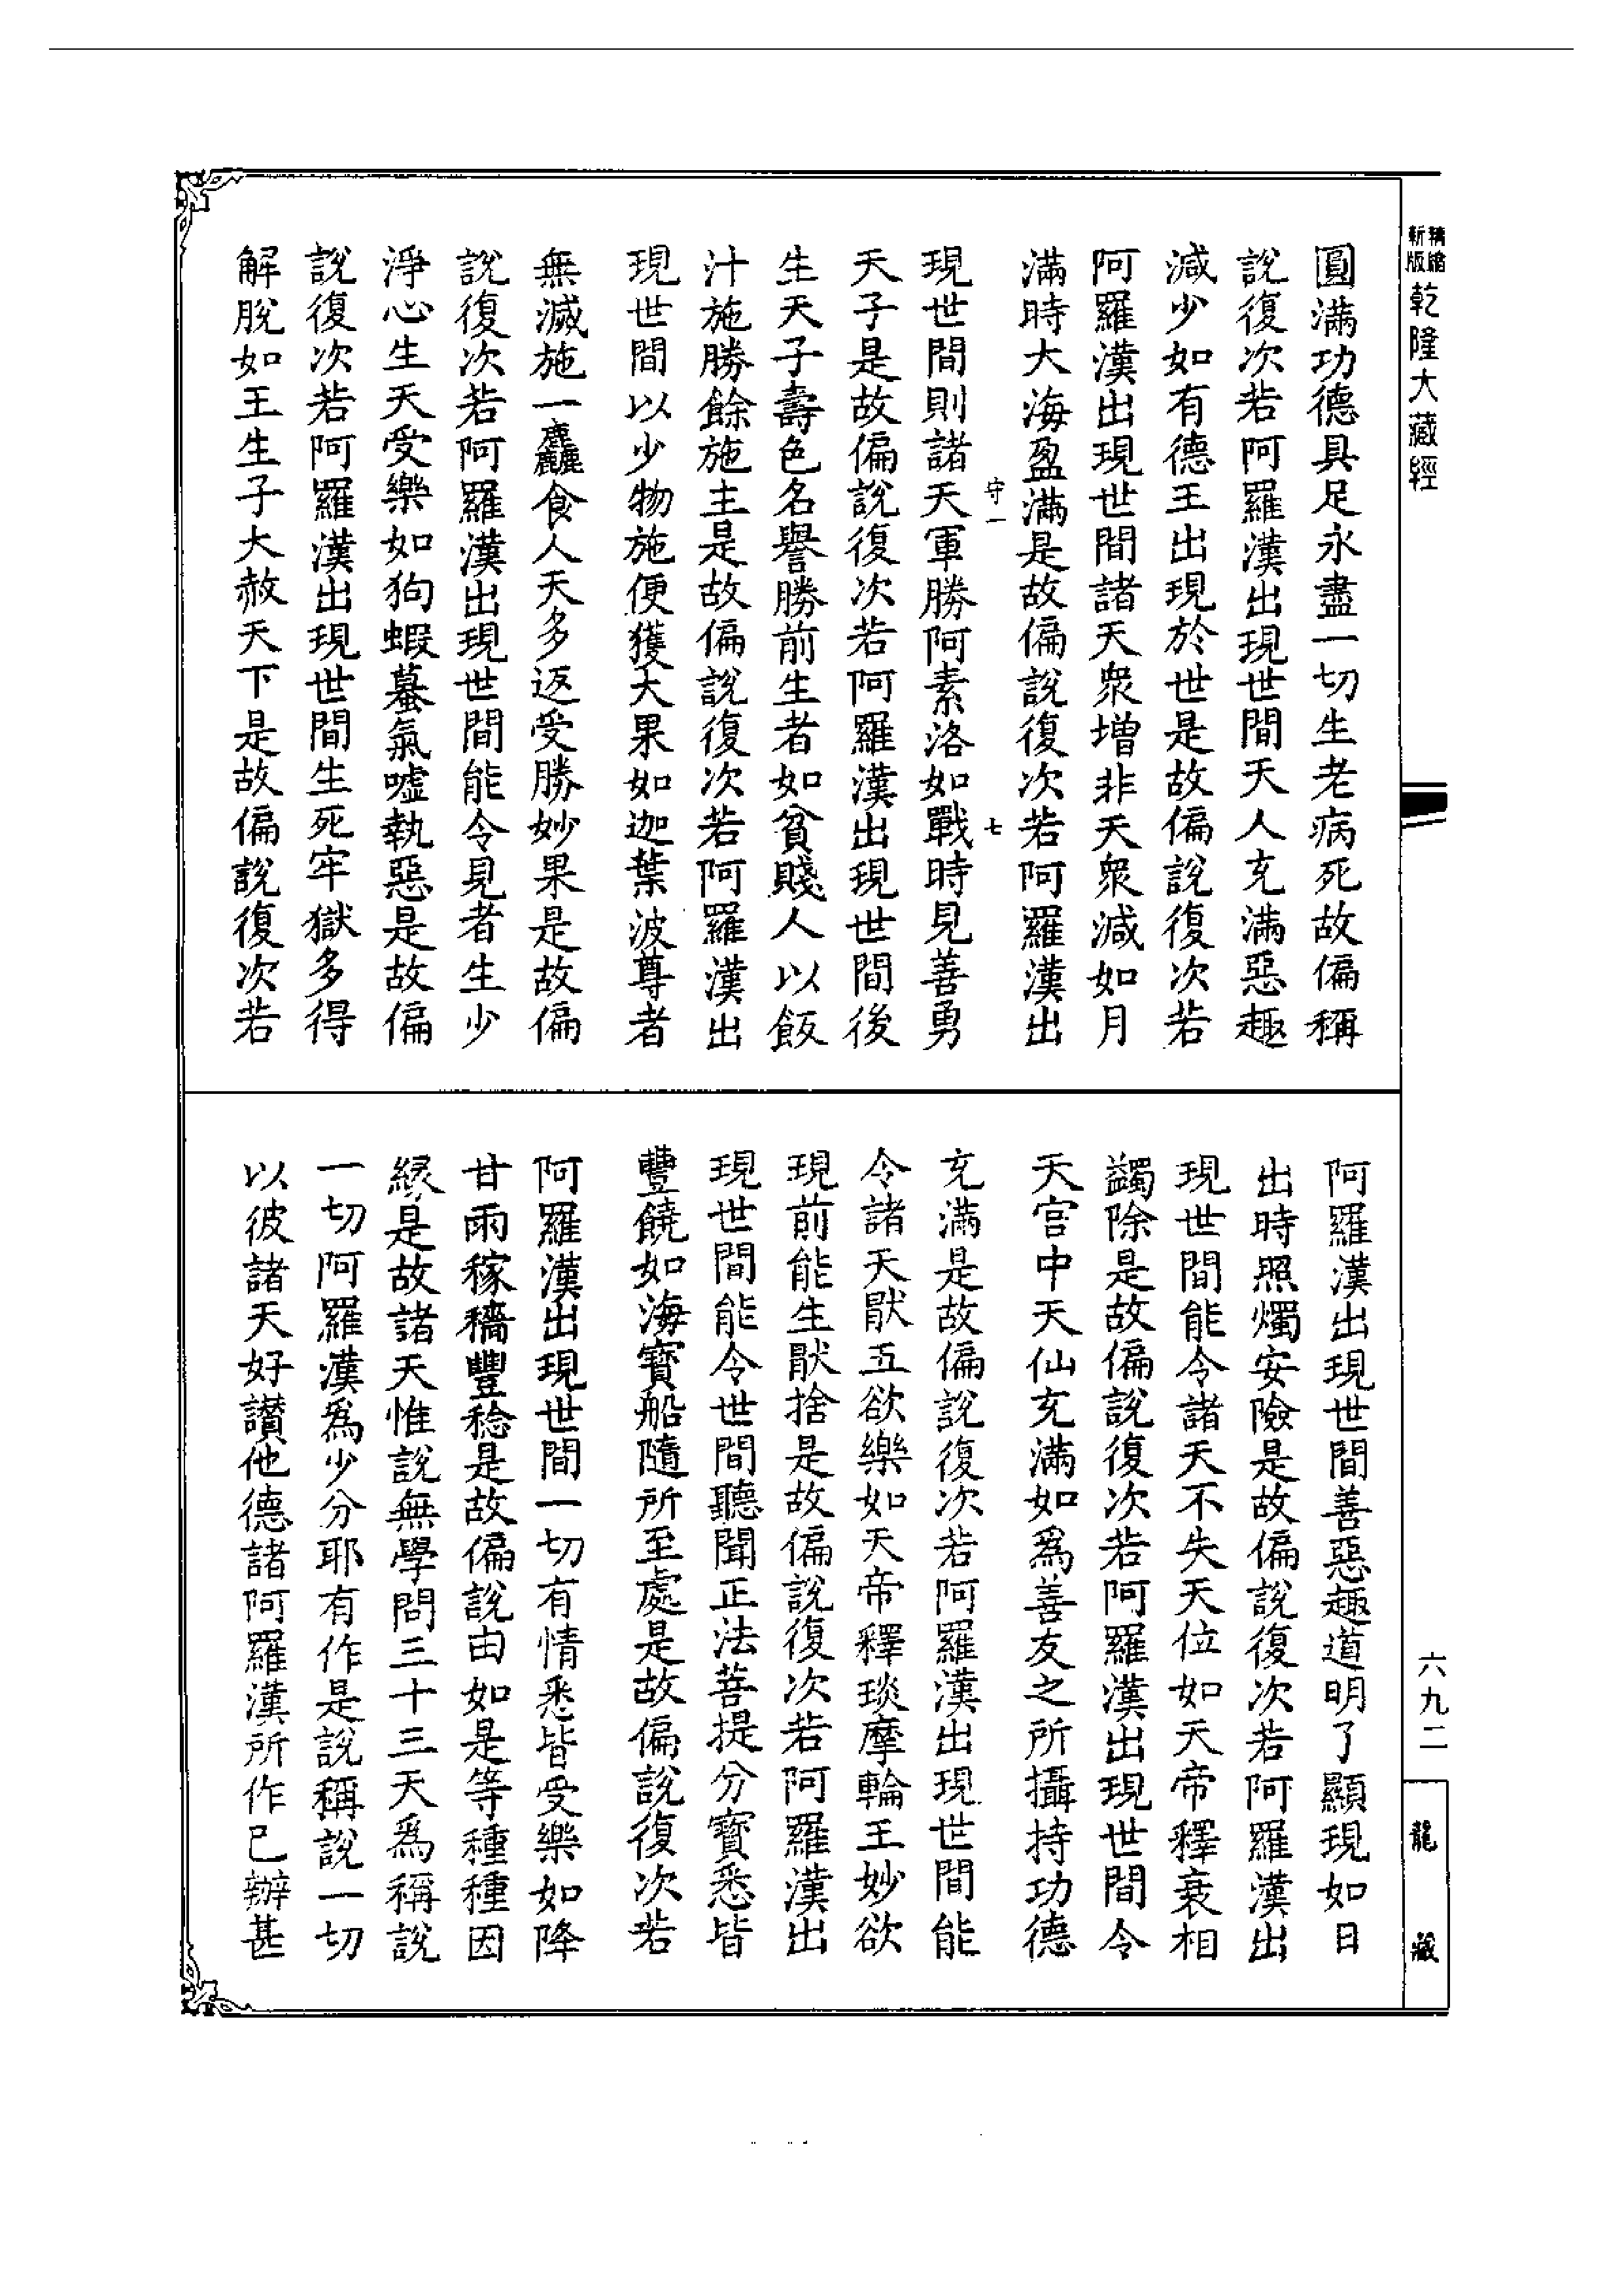 精縮
新版
乾隆大藏經
圓滿功德具足永盡一切生老病死故偏稱
說復次若阿羅漢出現世間天人充滿惡趣
減少如有德王出現於世是故偏說復次若
阿羅漢出現世間諸天衆增非天衆減如月
滿時大海盈滿是故偏說復次若阿羅漢出
守一
七
現世間則諸天軍勝阿素洛如戰時見善勇
天子是故偏說復次若阿羅漢出現世間後
生天子壽色名譽勝前生者如貧賤人以飯
汁施勝餘施主是故偏說復次若阿羅漢出
現世間以少物施便獲大果如迦葉波尊者
無滅施一麤食人天多返受勝妙果是故偏
說復次若阿羅漢出現世間能令見者生少
淨心生天受樂如狗蝦蟇氣噓執惡是故偏
說復次若阿羅漢出現世間生死牢獄多得
解脫如王生子大赦天下是故偏說復次若
阿羅漢出現世間善惡趣道明了顯現如日
出時照燭安險是故偏說復次若阿羅漢出
現世間能令諸天不失天位如天帝釋衰相
蠲除是故偏說復次若阿羅漢出現世間令
天宮中天仙充滿如爲善友之所攝持功德
充滿是故偏說復次若阿羅漢出現世間能
令諸天猒五欲樂如天帝釋琰摩輪王妙欲
現前能生猒捨是故偏說復次若阿羅漢出
現世間能令世間聽聞正法菩提分寶悉皆
豐饒如海寶船隨所至處是故偏說復次若
阿羅漢出現世間一切有情悉皆受樂如降
甘雨稼穡豐稔是故偏說由如是等種種因
緣是故諸天惟說無學問三十三天爲稱說
一切阿羅漢爲少分耶有作是說稱說一切
以彼諸天好讚他德諸阿羅漢所作已辦甚
六九二
龍藏